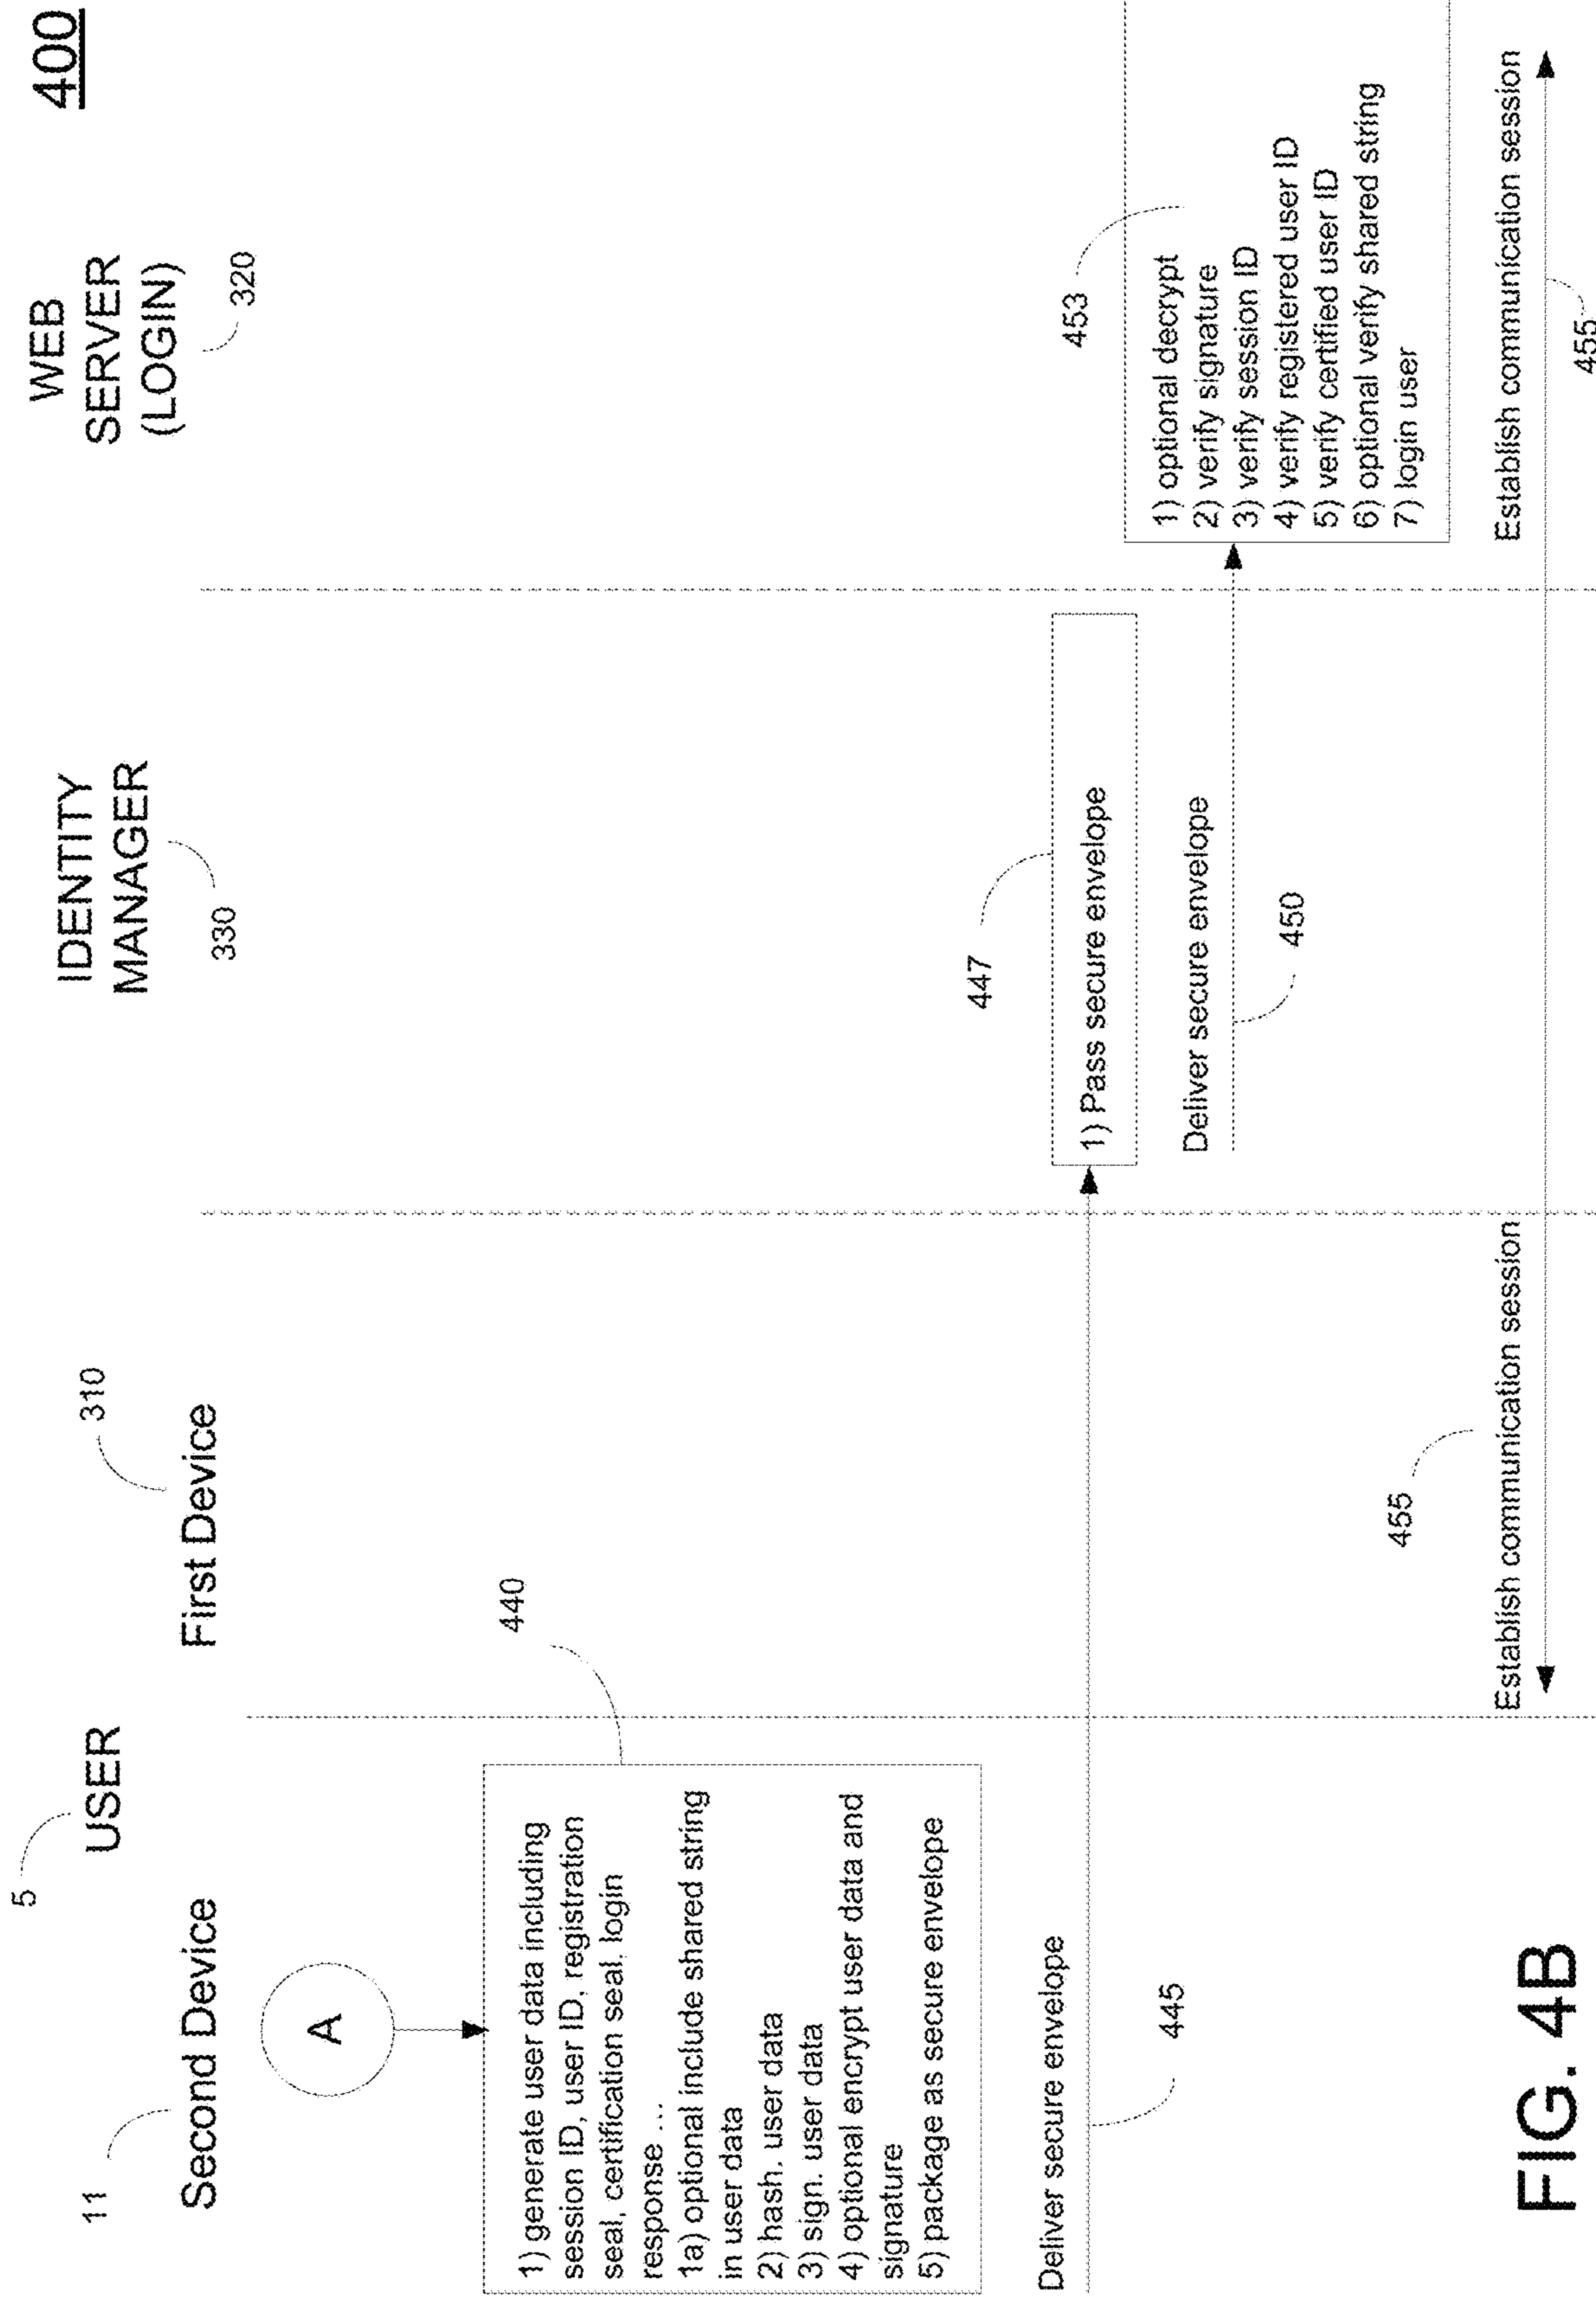 400
5
USER
11
Second Device
310
First Device
IDENTITY
MANAGER
330
WEB
SERVER
(LOGIN)
320
A
440
1) generate user data including
session ID, user ID, registration
seal, certification seal, login
response ...
1a) optional include shared string
in user data
2) hash. user data
3) sign. user data
4) optional encrypt user data and
signature
5) package as secure envelope
Deliver secure envelope
445
447
1) Pass secure envelope
Deliver secure envelope
450
453
1) optional decrypt
2) verify signature
3) verify session ID
4) verify registered user ID
5) verify certified user ID
6) optional verify shared string
7) login user
455
Establish communication session
Establish communication session
455
FIG. 4B